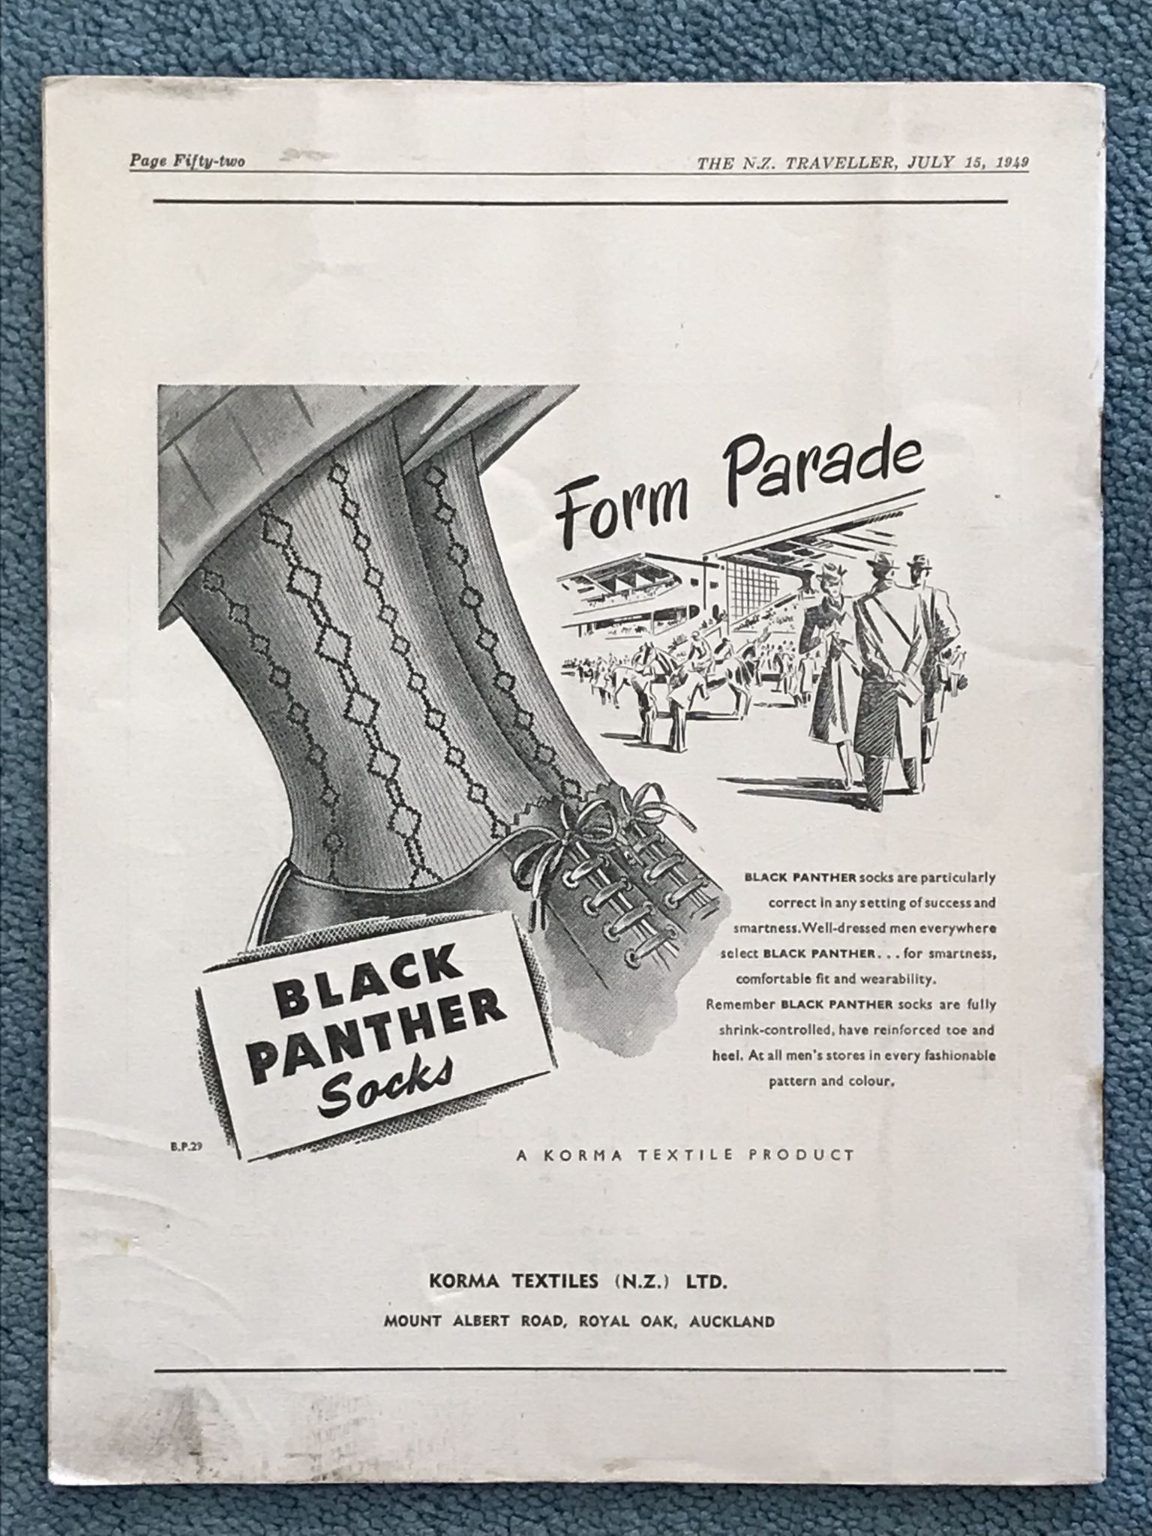 Page Fifty-two
THE N.Z. TRAVELLER, JULY 15, 1949
Form Parade
BLACK PANTHER socks are particularly
correct in any setting of success and
smartness. Well-dressed men everywhere
select BLACK PANTHER. . . for smartness,
comfortable fit and wearability.
Remember BLACK PANTHER socks are fully
shrink-controlled, have reinforced toe and
heel. At all men's stores in every fashionable
pattern and colour.
BLACK
PANTHER
Socks
B.P.29
A KORMA TEXTILE PRODUCT
KORMA TEXTILES (N.Z.) LTD.
MOUNT ALBERT ROAD, ROYAL OAK, AUCKLAND